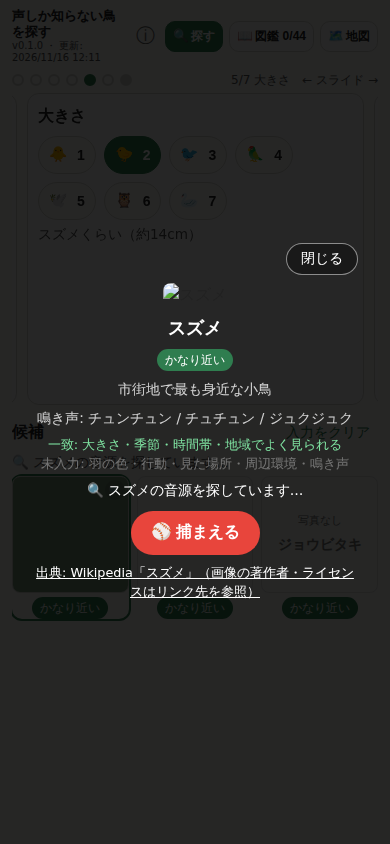 声しか知らない鳥
を探す
v0.1.0 · 更新:
2026/11/16 12:11
ⓘ
🔍 探す
📖 図鑑 0/44
🗺️ 地図
5/7 大きさ ← スライド →
大きさ
🐥 1
🐤 2
🐦 3
🦜 4
🕊️ 5
🦉 6
🦢 7
スズメくらい（約14cm）
閉じる
スズメ
スズメ
かなり近い
市街地で最も身近な小鳥
鳴き声: チュンチュン / チュチュン / ジュクジュク
候補
入力をクリア
一致: 大きさ・季節・時間帯・地域でよく見られる
未入力: 羽の色・行動・見た場所・周辺環境・鳴き声
🔍 スズメの音源を探しています…
⚾ 捕まえる
写真なし
ジョウビタキ
出典: Wikipedia「スズメ」（画像の著作者・ライセン
スはリンク先を参照）
かなり近い
かなり近い
かなり近い